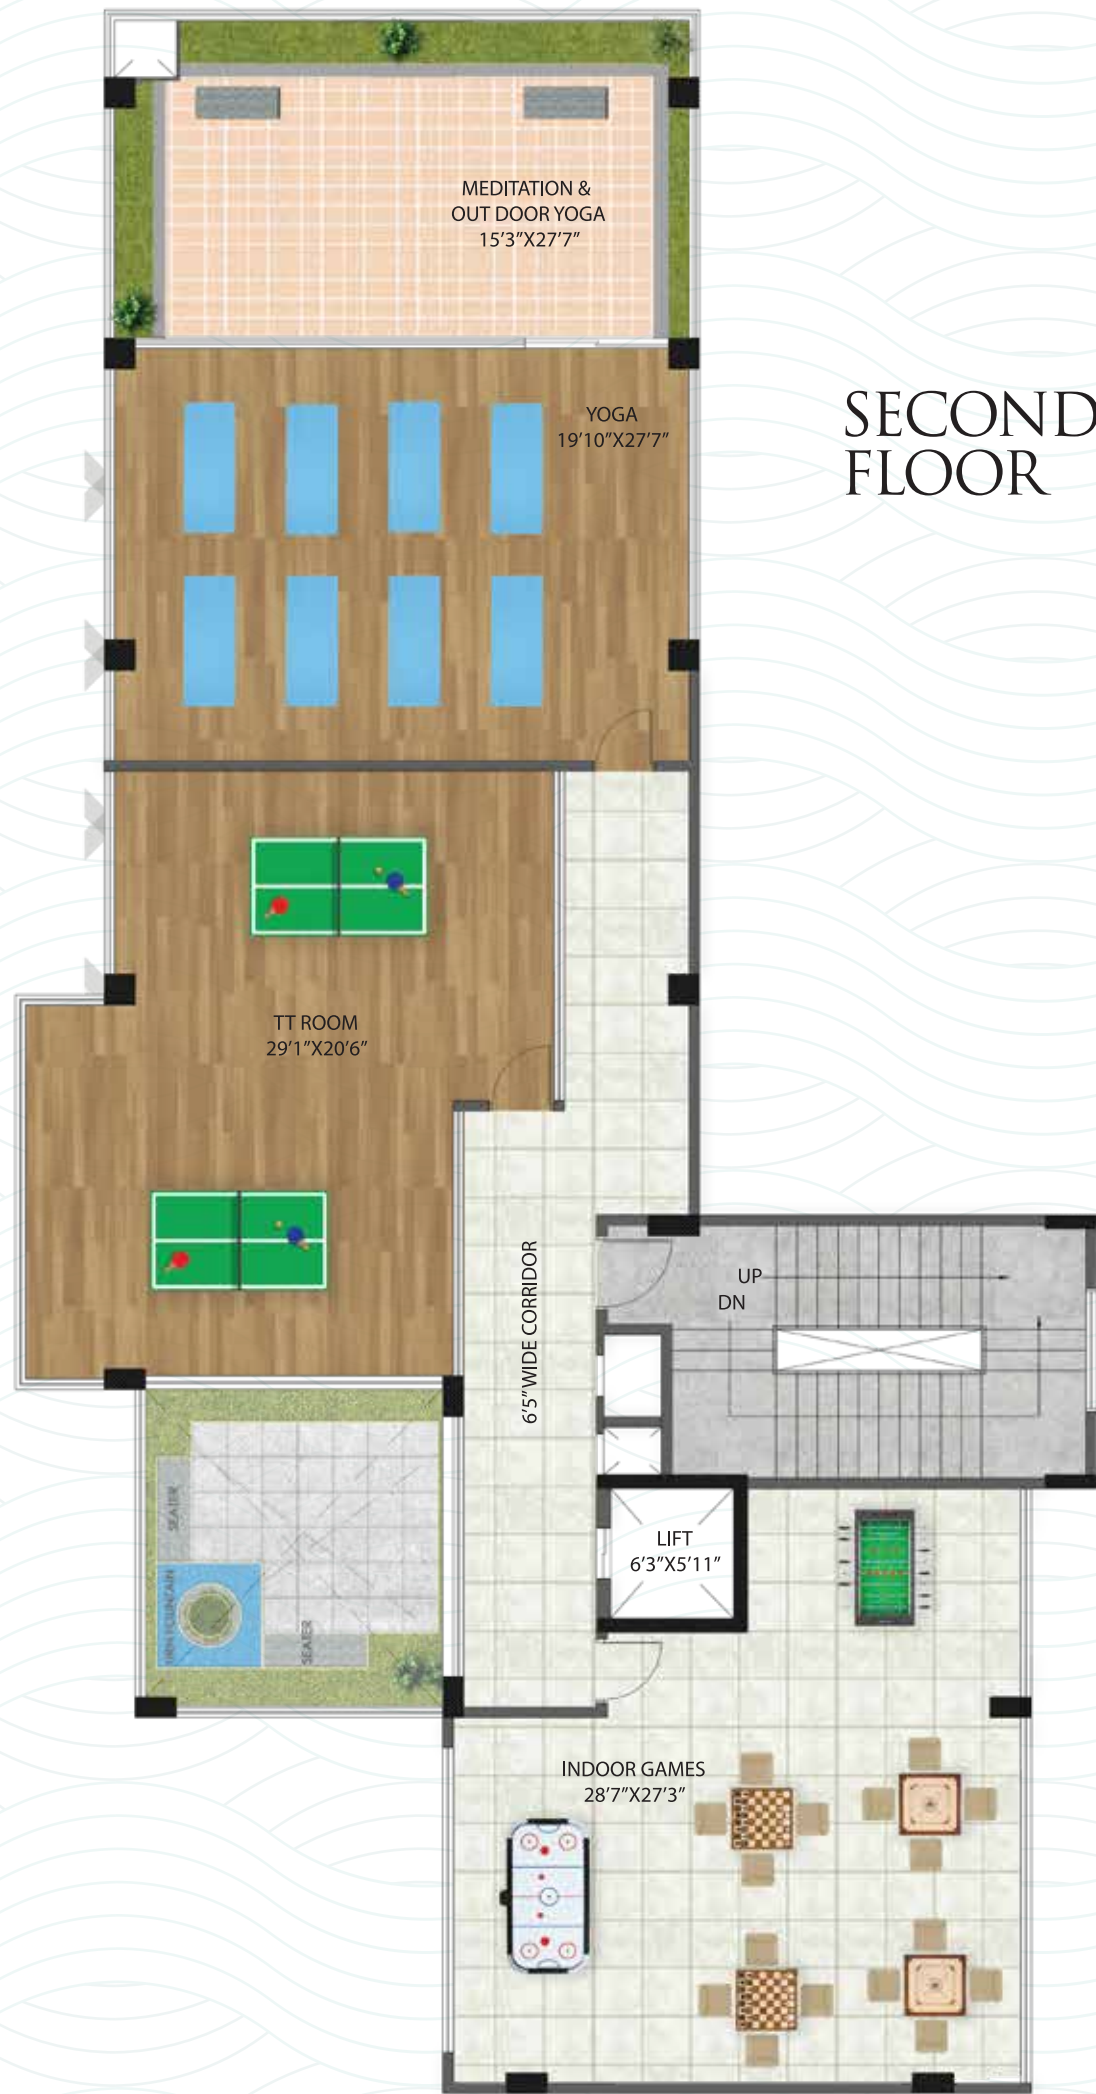 MEDITATION &
OUT DOOR YOGA
15'3"X27'7"
YOGA
19'10"X27'7"
SECOND
FLOOR
TT ROOM
29'1"X20'6"
6'5" WIDE CORRIDOR
UP
DN
SEATER
SEATER
LIFT
6'3"X5'11"
INDOOR GAMES
28'7"X27'3"